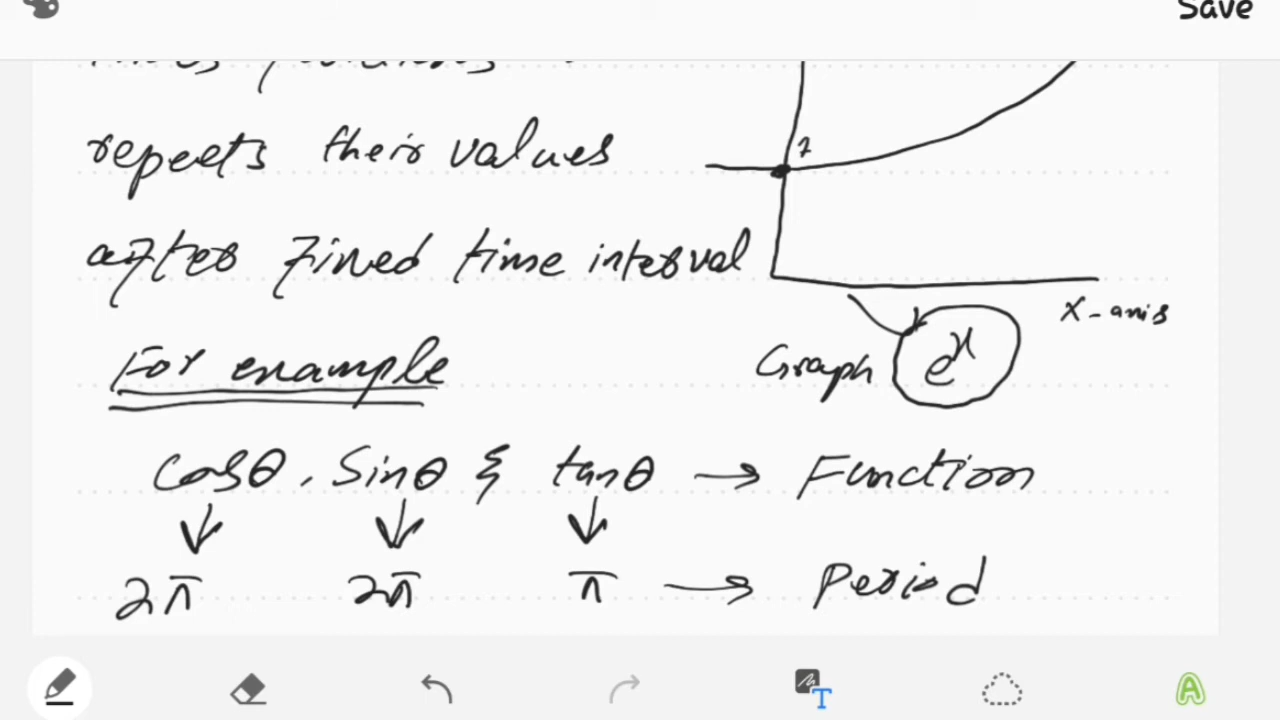 Save
repeets their values
1
after fixed time interval
X-axis
For example
Graph e^x
Cosθ, Sinθ & tanθ → Function
2π 2π π → Period
T
A